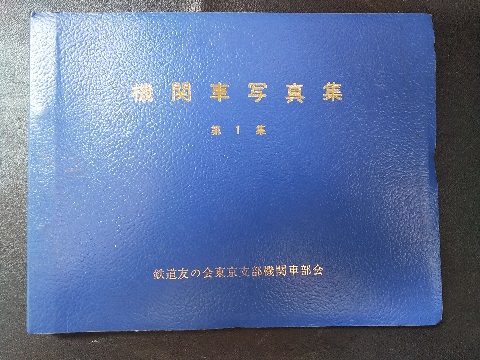 機関車写真集
第1集
鉄道友の会東京支部機関車部会